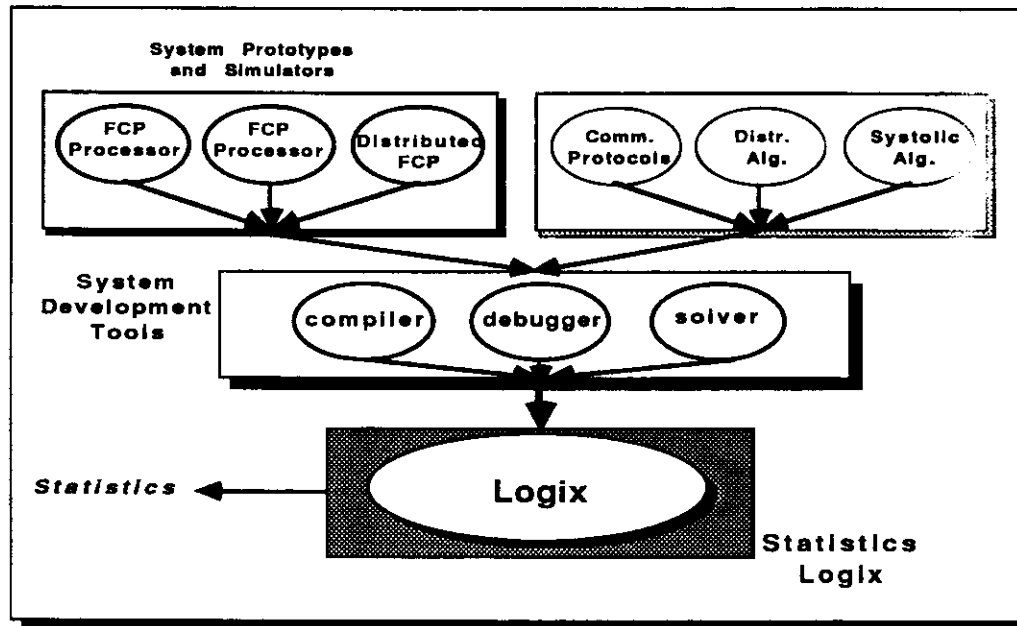 System Prototypes
and Simulators
FCP
Processor
FCP
Processor
Distributed
FCP
Comm.
Protocols
Distr.
Alg.
Systolic
Alg.
System
Development
Tools
compiler
debugger
solver
Logix
Statistics
Statistics
Logix